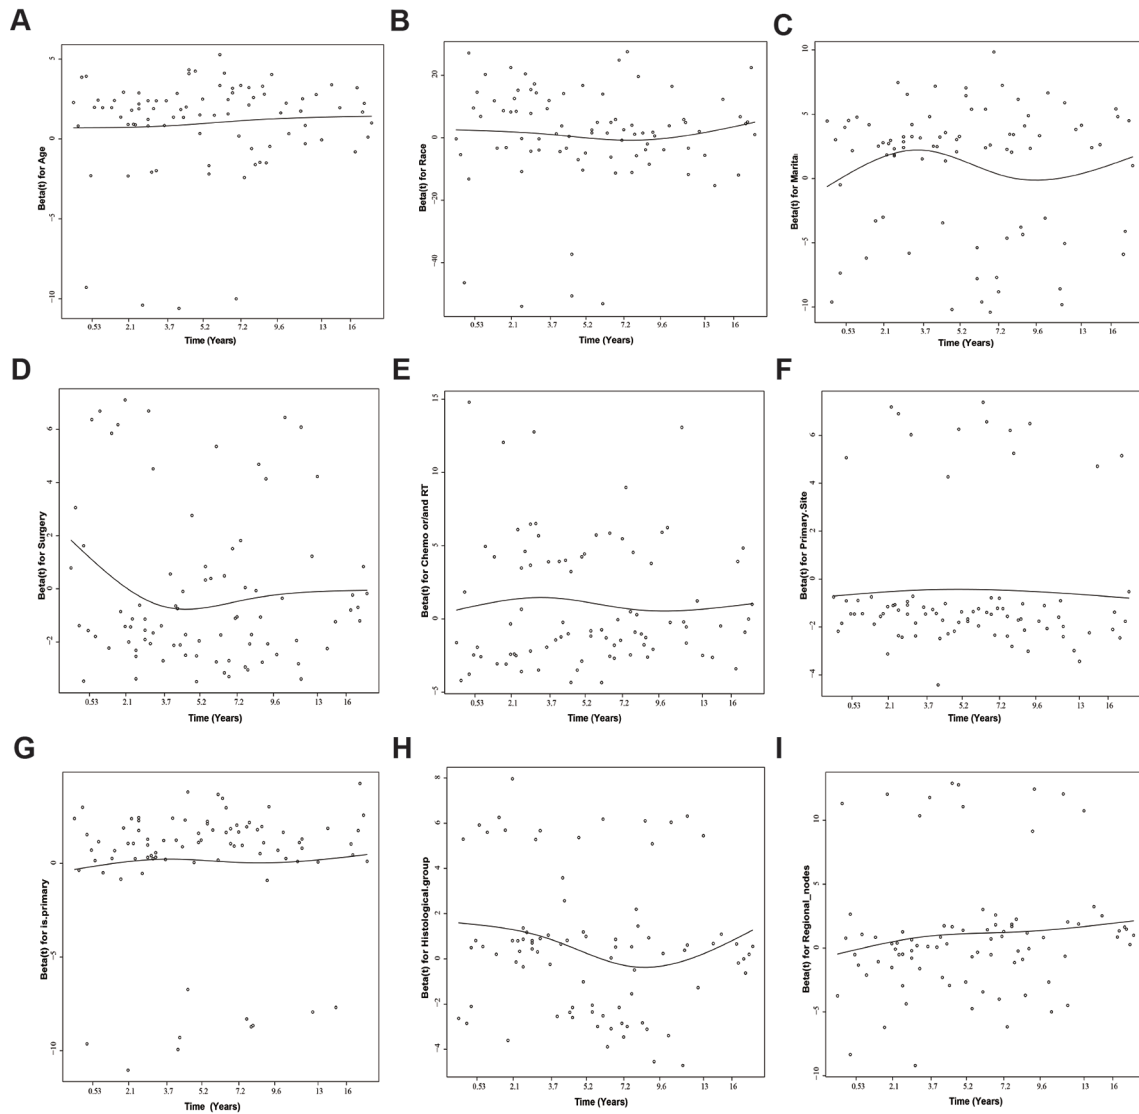 A
B
C
Beta(t) for Age
5
0
−5
−10
0.53 2.1 3.7 5.2 7.2 9.6 13 16
Time (Years)
Beta(t) for Race
20
0
−20
−40
0.53 2.1 3.7 5.2 7.2 9.6 13 16
Time (Years)
Beta(t) for Marital
10
5
0
−5
−10
0.53 2.1 3.7 5.2 7.2 9.6 13 16
Time (Years)
D
E
F
Beta(t) for Surgery
6
4
2
0
−2
0.53 2.1 3.7 5.2 7.2 9.6 13 16
Time (Years)
Beta(t) for Chemo or/and RT
15
10
5
0
−5
0.53 2.1 3.7 5.2 7.2 9.6 13 16
Time (Years)
Beta(t) for Primary.Site
6
4
2
0
−2
−4
0.53 2.1 3.7 5.2 7.2 9.6 13 16
Time (Years)
G
H
I
Beta(t) for is.primary
0
−5
−10
0.53 2.1 3.7 5.2 7.2 9.6 13 16
Time (Years)
Beta(t) for Histological.group
8
6
4
2
0
−2
−4
0.53 2.1 3.7 5.2 7.2 9.6 13 16
Time (Years)
Beta(t) for Regional_nodes
10
5
0
−5
−10
0.53 2.1 3.7 5.2 7.2 9.6 13 16
Time (Years)